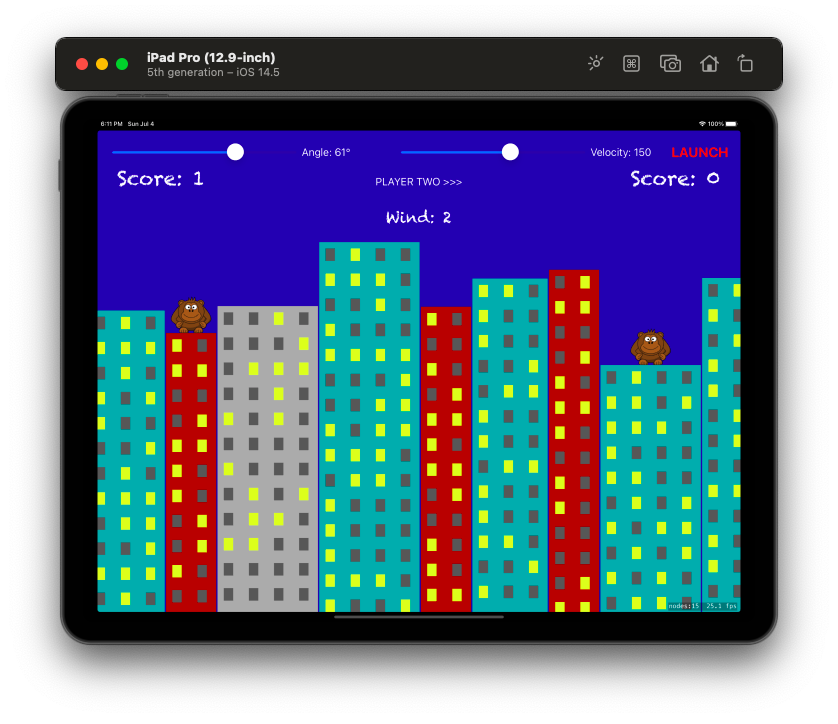 iPad Pro (12.9-inch)
5th generation – iOS 14.5
6:11 PM Sun Jul 4
100%
Angle: 61°
Velocity: 150
LAUNCH
Score: 1
PLAYER TWO >>>
Score: 0
Wind: 2
nodes:15 25.1 fps